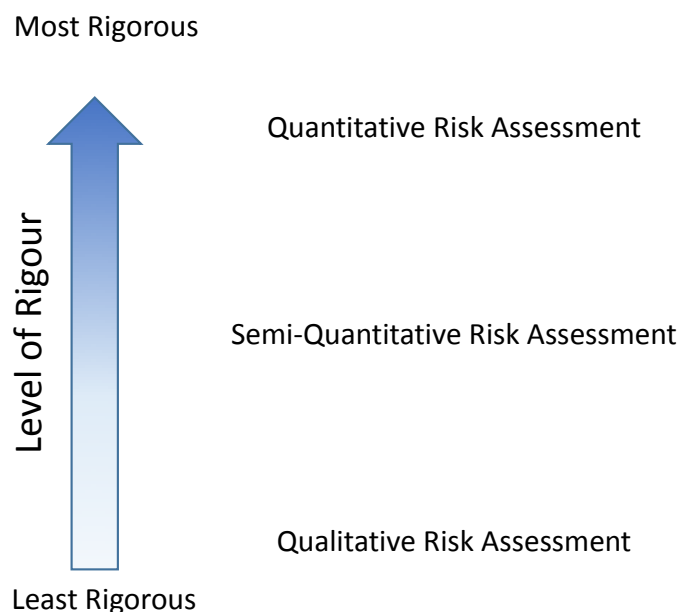 Most Rigorous
Quantitative Risk Assessment
Level of Rigour
Semi-Quantitative Risk Assessment
Qualitative Risk Assessment
Least Rigorous